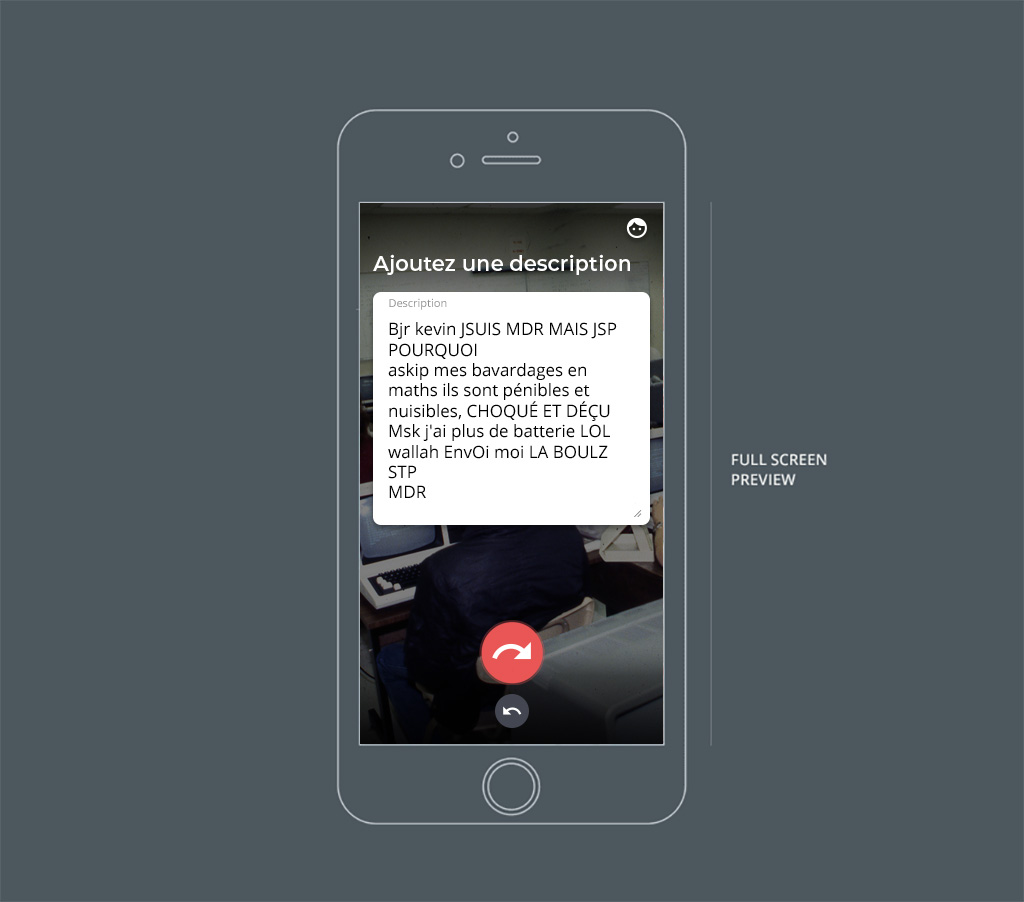 Ajoutez une description
Description
Bjr kevin JSUIS MDR MAIS JSP
POURQUOI
askip mes bavardages en
maths ils sont pénibles et
nuisibles, CHOQUÉ ET DÉÇU
Msk j'ai plus de batterie LOL
wallah EnvOi moi LA BOULZ
STP
MDR
FULL SCREEN
PREVIEW